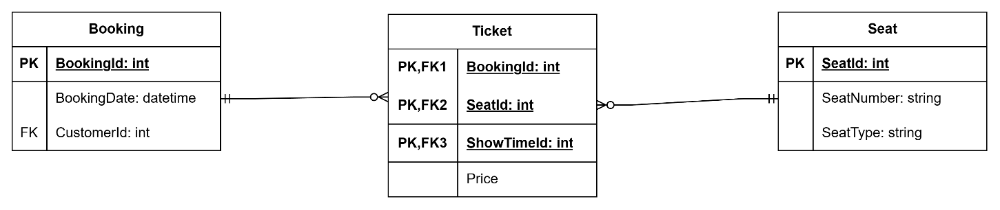 Booking
PK BookingId: int
BookingDate: datetime
FK CustomerId: int
Ticket
PK,FK1 BookingId: int
PK,FK2 SeatId: int
PK,FK3 ShowTimeId: int
Price
Seat
PK SeatId: int
SeatNumber: string
SeatType: string